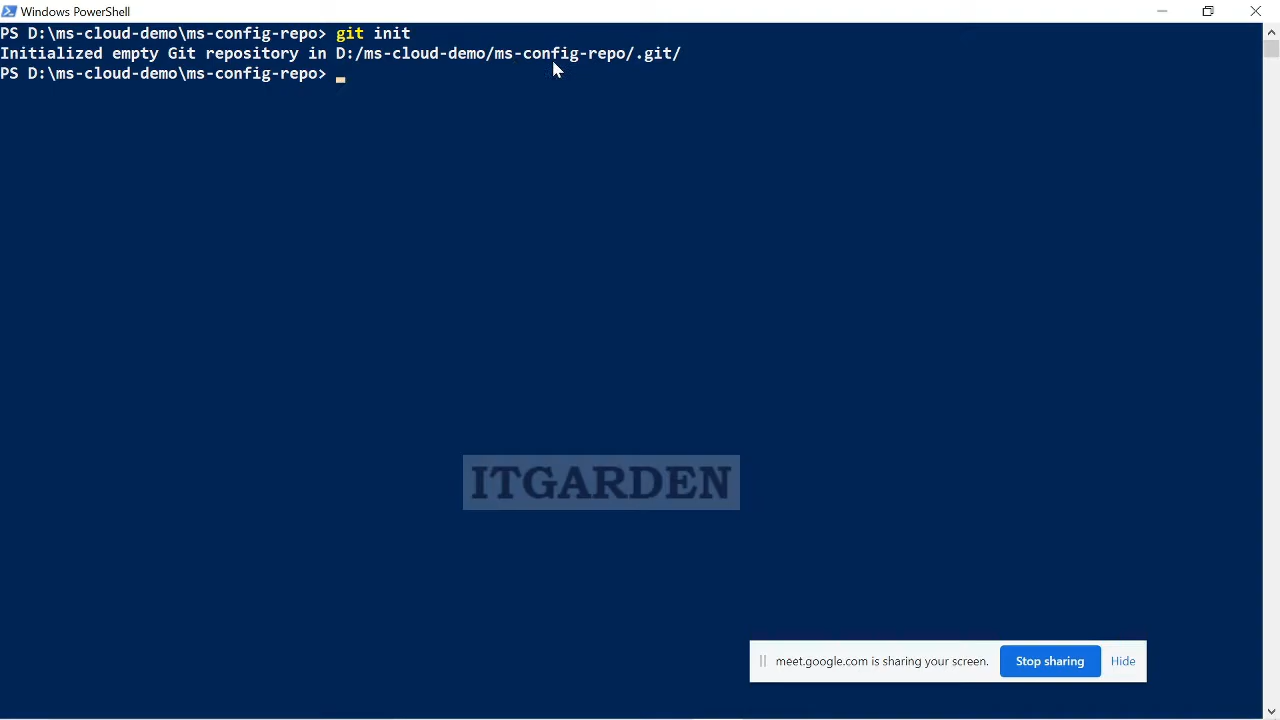 Windows PowerShell
PS D:\ms-cloud-demo\ms-config-repo> git init
Initialized empty Git repository in D:/ms-cloud-demo/ms-config-repo/.git/
PS D:\ms-cloud-demo\ms-config-repo>
ITGARDEN
meet.google.com is sharing your screen. Stop sharing Hide